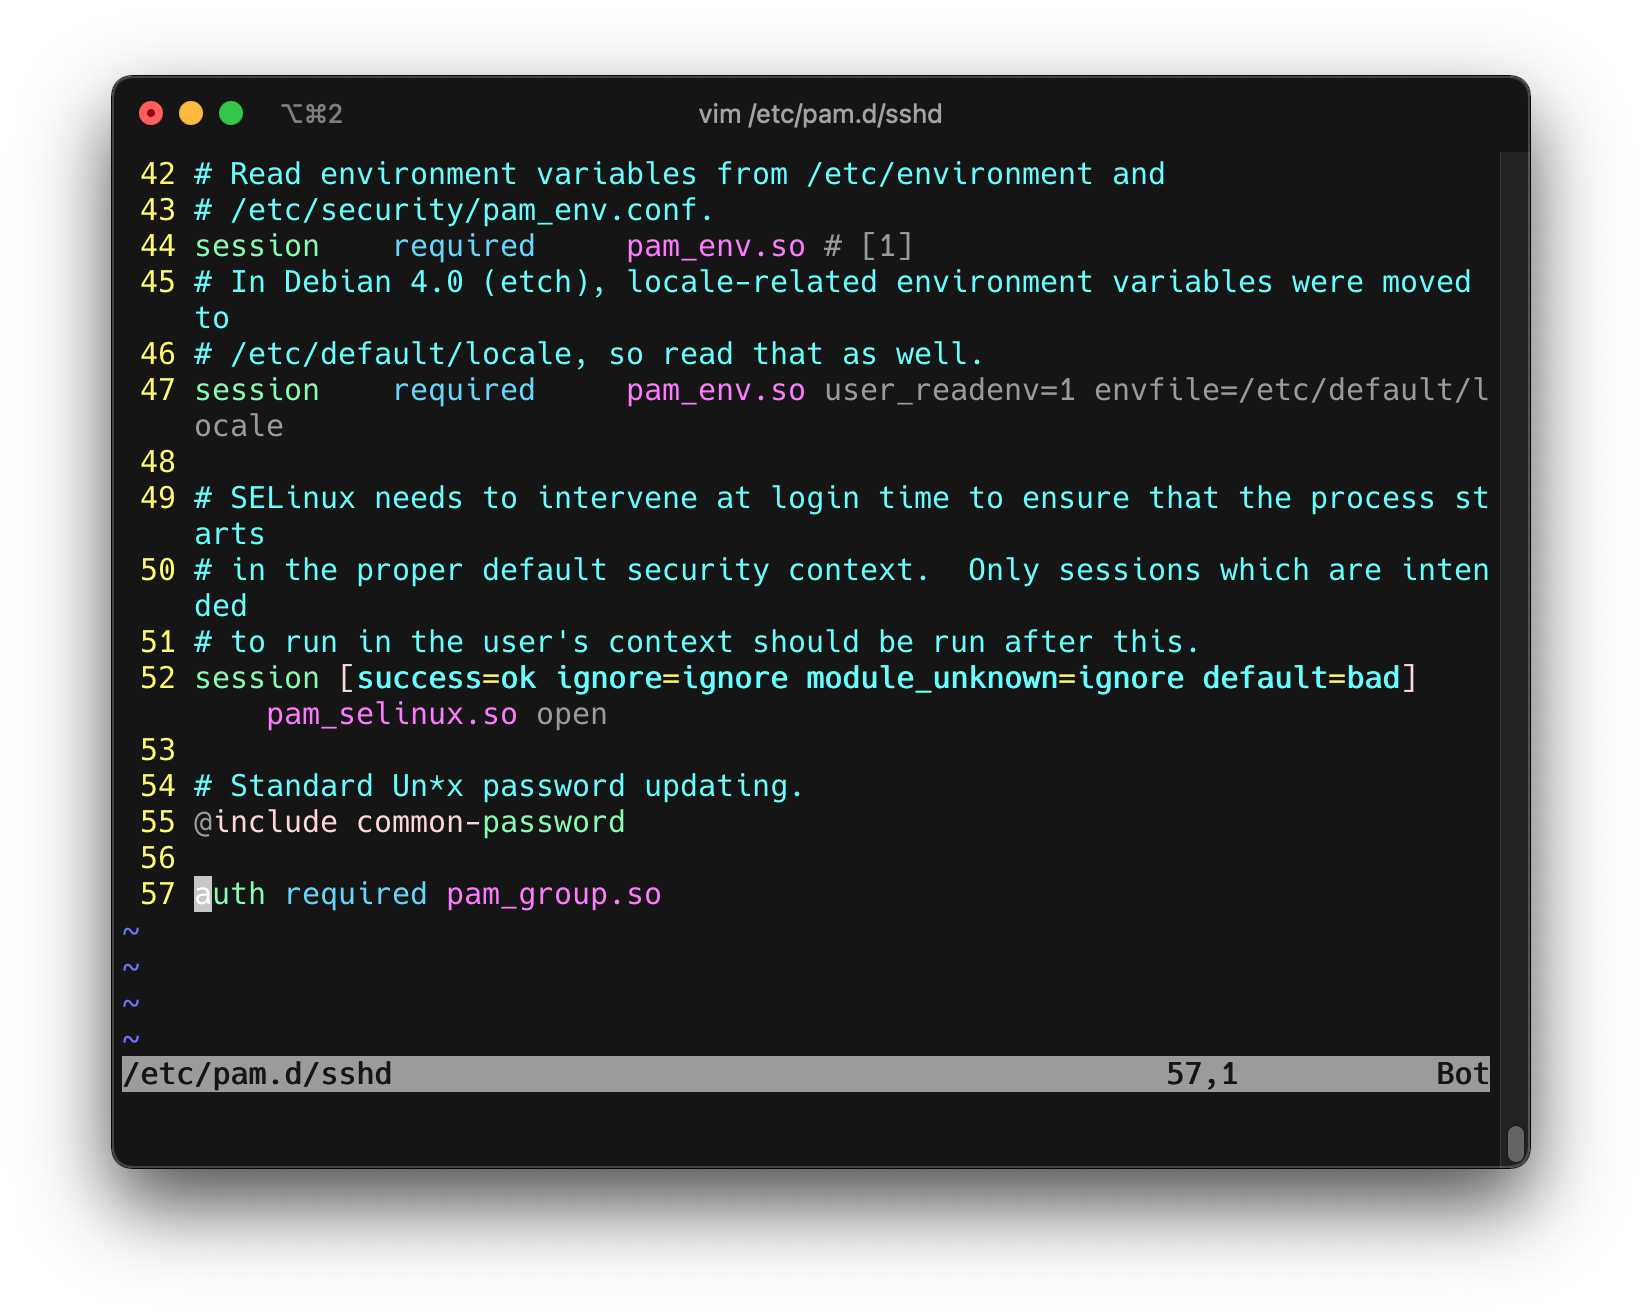 ⌥⌘2 vim /etc/pam.d/sshd
42 # Read environment variables from /etc/environment and
43 # /etc/security/pam_env.conf.
44 session    required     pam_env.so # [1]
45 # In Debian 4.0 (etch), locale-related environment variables were moved
to
46 # /etc/default/locale, so read that as well.
47 session    required     pam_env.so user_readenv=1 envfile=/etc/default/l
ocale
48
49 # SELinux needs to intervene at login time to ensure that the process st
arts
50 # in the proper default security context.  Only sessions which are inten
ded
51 # to run in the user's context should be run after this.
52 session [success=ok ignore=ignore module_unknown=ignore default=bad]
pam_selinux.so open
53
54 # Standard Un*x password updating.
55 @include common-password
56
57 auth required pam_group.so
~
~
~
~
/etc/pam.d/sshd 57,1 Bot